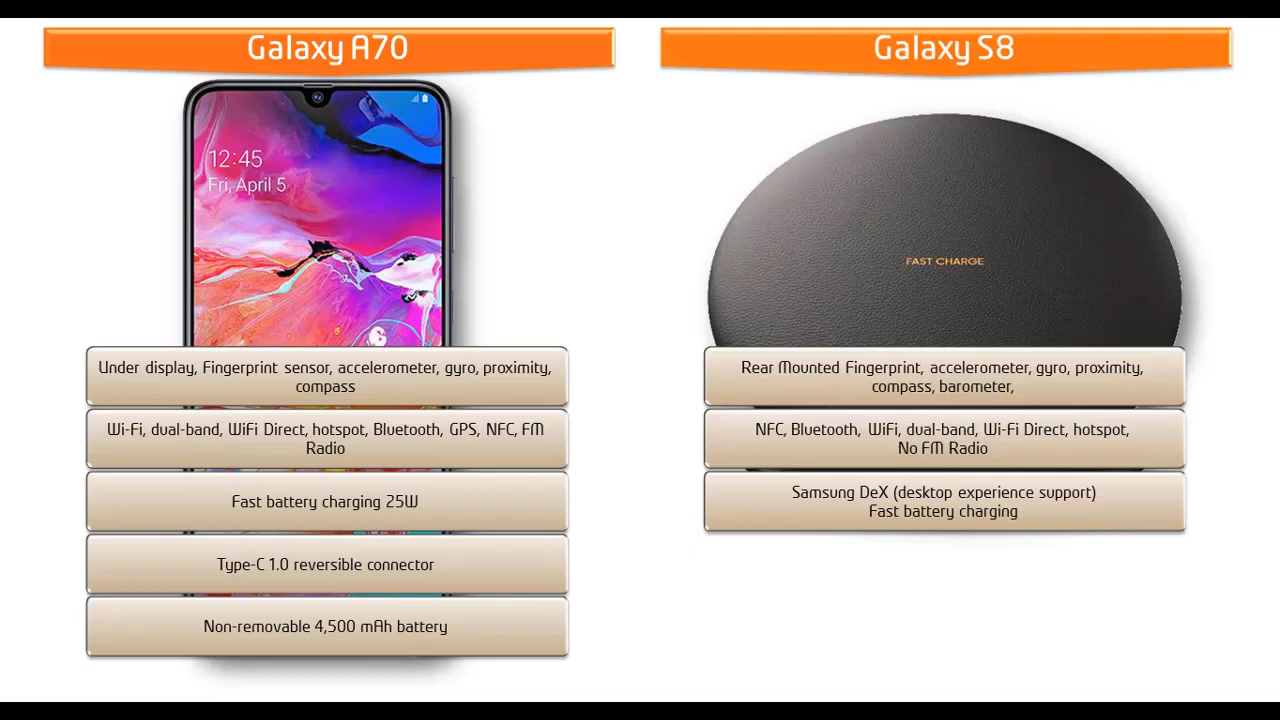 Galaxy A70
12:45
Fri, April 5
Under display, Fingerprint sensor, accelerometer, gyro, proximity,
compass
Wi-Fi, dual-band, WiFi Direct, hotspot, Bluetooth, GPS, NFC, FM
Radio
Fast battery charging 25W
Type-C 1.0 reversible connector
Non-removable 4,500 mAh battery
Galaxy S8
FAST CHARGE
Rear Mounted Fingerprint, accelerometer, gyro, proximity,
compass, barometer,
NFC, Bluetooth, WiFi, dual-band, Wi-Fi Direct, hotspot,
No FM Radio
Samsung DeX (desktop experience support)
Fast battery charging